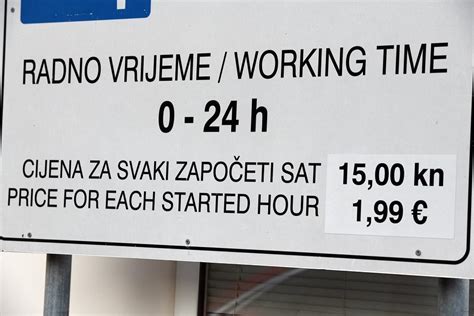 RADNO VRIJEME / WORKING TIME
0 - 24 h
CIJENA ZA SVAKI ZAPOČETI SAT 15,00 kn
PRICE FOR EACH STARTED HOUR 1,99 €